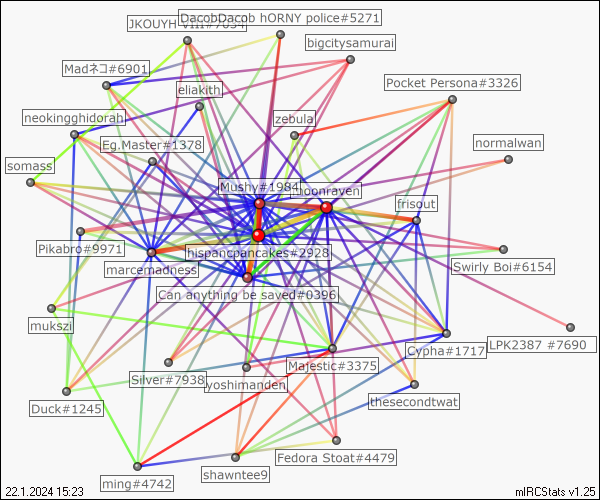 JKOUYH VIII#7034
DacobDacob hORNY police#5271
bigcitysamurai
Madネコ#6901
Pocket Persona#3326
eliakith
neokingghidorah
zebula
Eg.Master#1378
normalwan
somass
Mushy#1984
moonraven
frisout
Pikabro#9971
hispancpancakes#2928
marcemadness
Swirly Boi#6154
Can anything be saved#0396
mukszi
LPK2387 #7690
Cypha#1717
Majestic#3375
Silver#7938
yoshimanden
thesecondtwat
Duck#1245
Fedora Stoat#4479
shawntee9
ming#4742
22.1.2024 15:23
mIRCStats v1.25